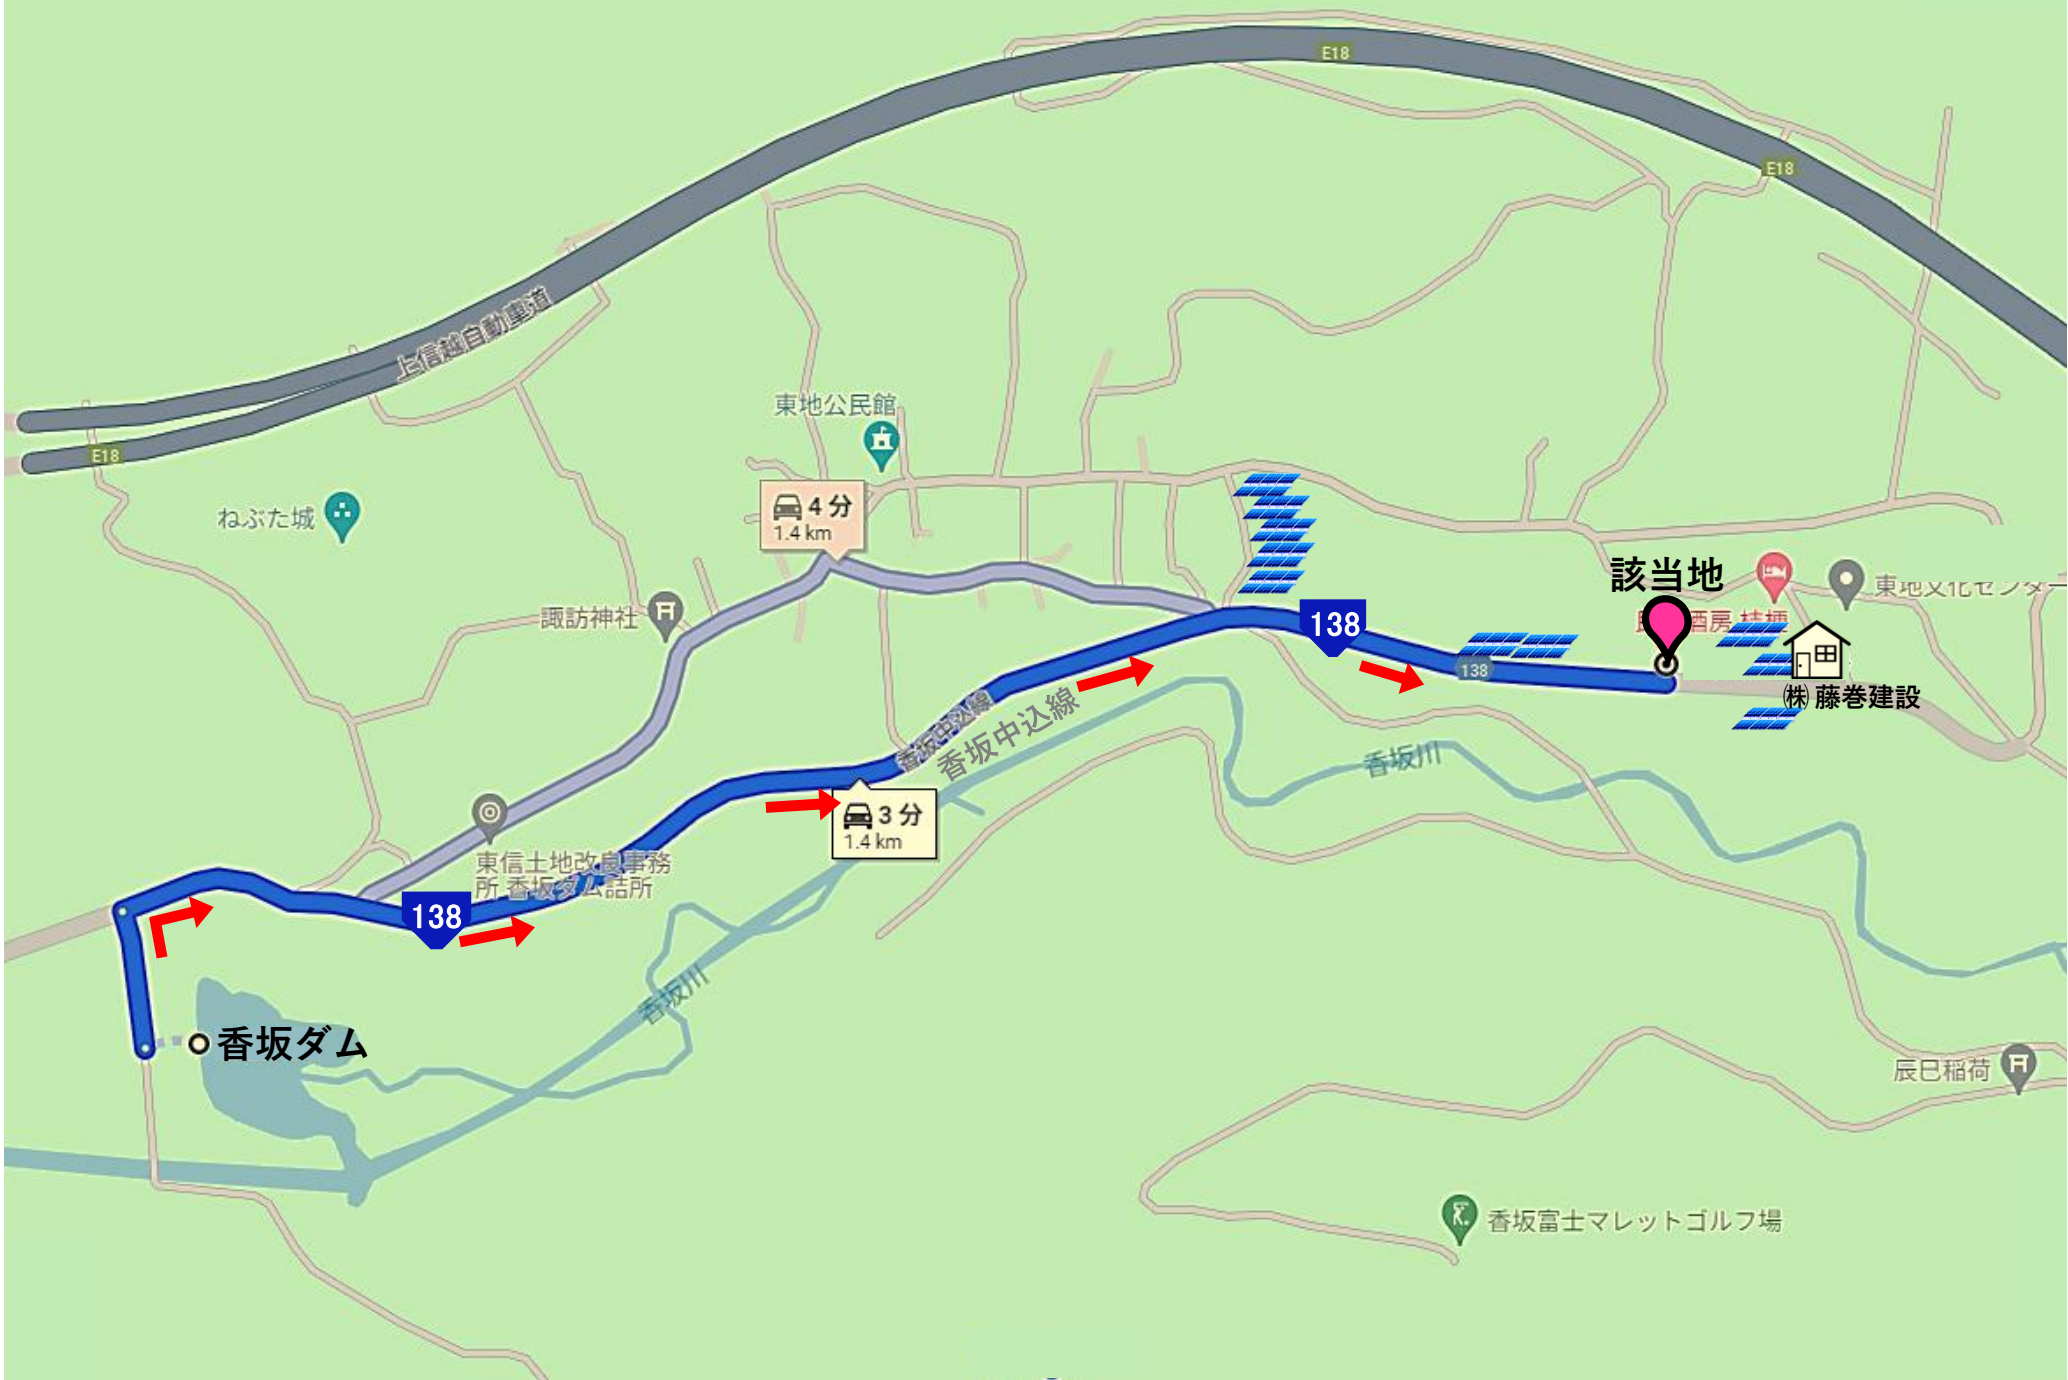 E18
E18
上信越自動車道
東地公民館
E18
4 分
1.4 km
ねぶた城
該当地
東地文化センター
諏訪神社
138
酒房 桔梗
138
㈱ 藤巻建設
香坂中込線
香坂中込線
香坂川
3 分
1.4 km
東信土地改良事務
所 香坂ダム詰所
138
香坂川
香坂ダム
辰巳稲荷
香坂富士マレットゴルフ場